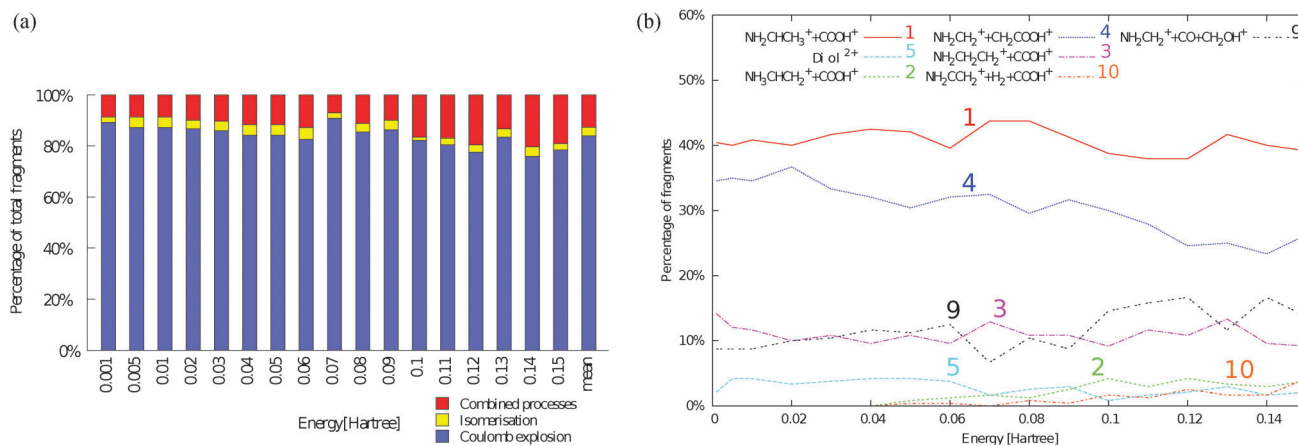 (a)
Percentage of total fragments
100%
80%
60%
40%
20%
0%
0.001
0.005
0.01
0.02
0.03
0.04
0.05
0.06
0.07
0.08
0.09
0.1
0.11
0.12
0.13
0.14
0.15
mean
Energy[Hartree]
Combined processes
Isomerisation
Coulomb explosion
(b)
Percentage of fragments
60%
50%
40%
30%
20%
10%
0%
NH₂CHCH₃⁺+COOH⁺ 1
Diol ²⁺ 5
NH₃CHCH₂⁺+COOH⁺ 2
NH₂CH₂⁺+CH₂COOH⁺ 4
NH₂CH₂CH₂⁺+COOH⁺ 3
NH₂CCH₂⁺+H₂+COOH⁺ 10
NH₂CH₂⁺+CO+CH₂OH⁺ 9
1
4
9
3
5
2
10
0
0.02
0.04
0.06
0.08
0.1
0.12
0.14
Energy [Hartree]